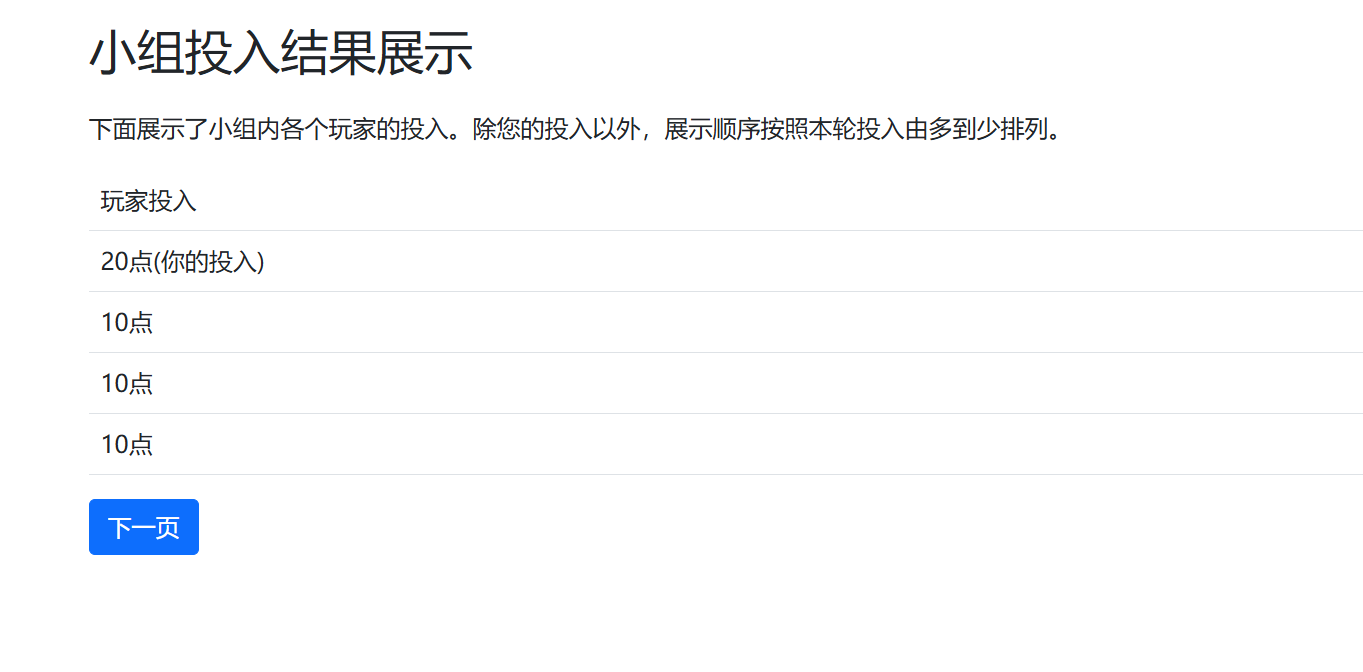 小组投入结果展示
下面展示了小组内各个玩家的投入。除您的投入以外，展示顺序按照本轮投入由多到少排列。
玩家投入
20点(你的投入)
10点
10点
10点
下一页